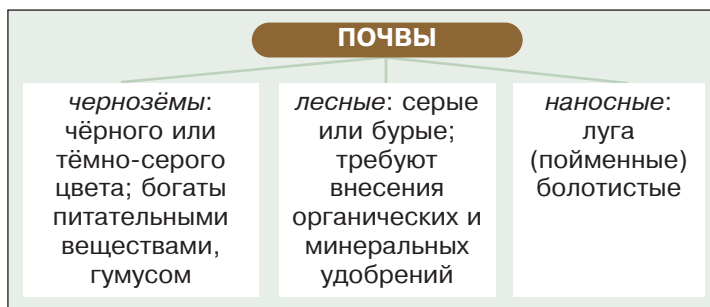 ПОЧВЫ
чернозёмы:
чёрного или
тёмно-серого
цвета; богаты
питательными
веществами,
гумусом
лесные: серые
или бурые;
требуют
внесения
органических и
минеральных
удобрений
наносные:
луга
(пойменные)
болотистые